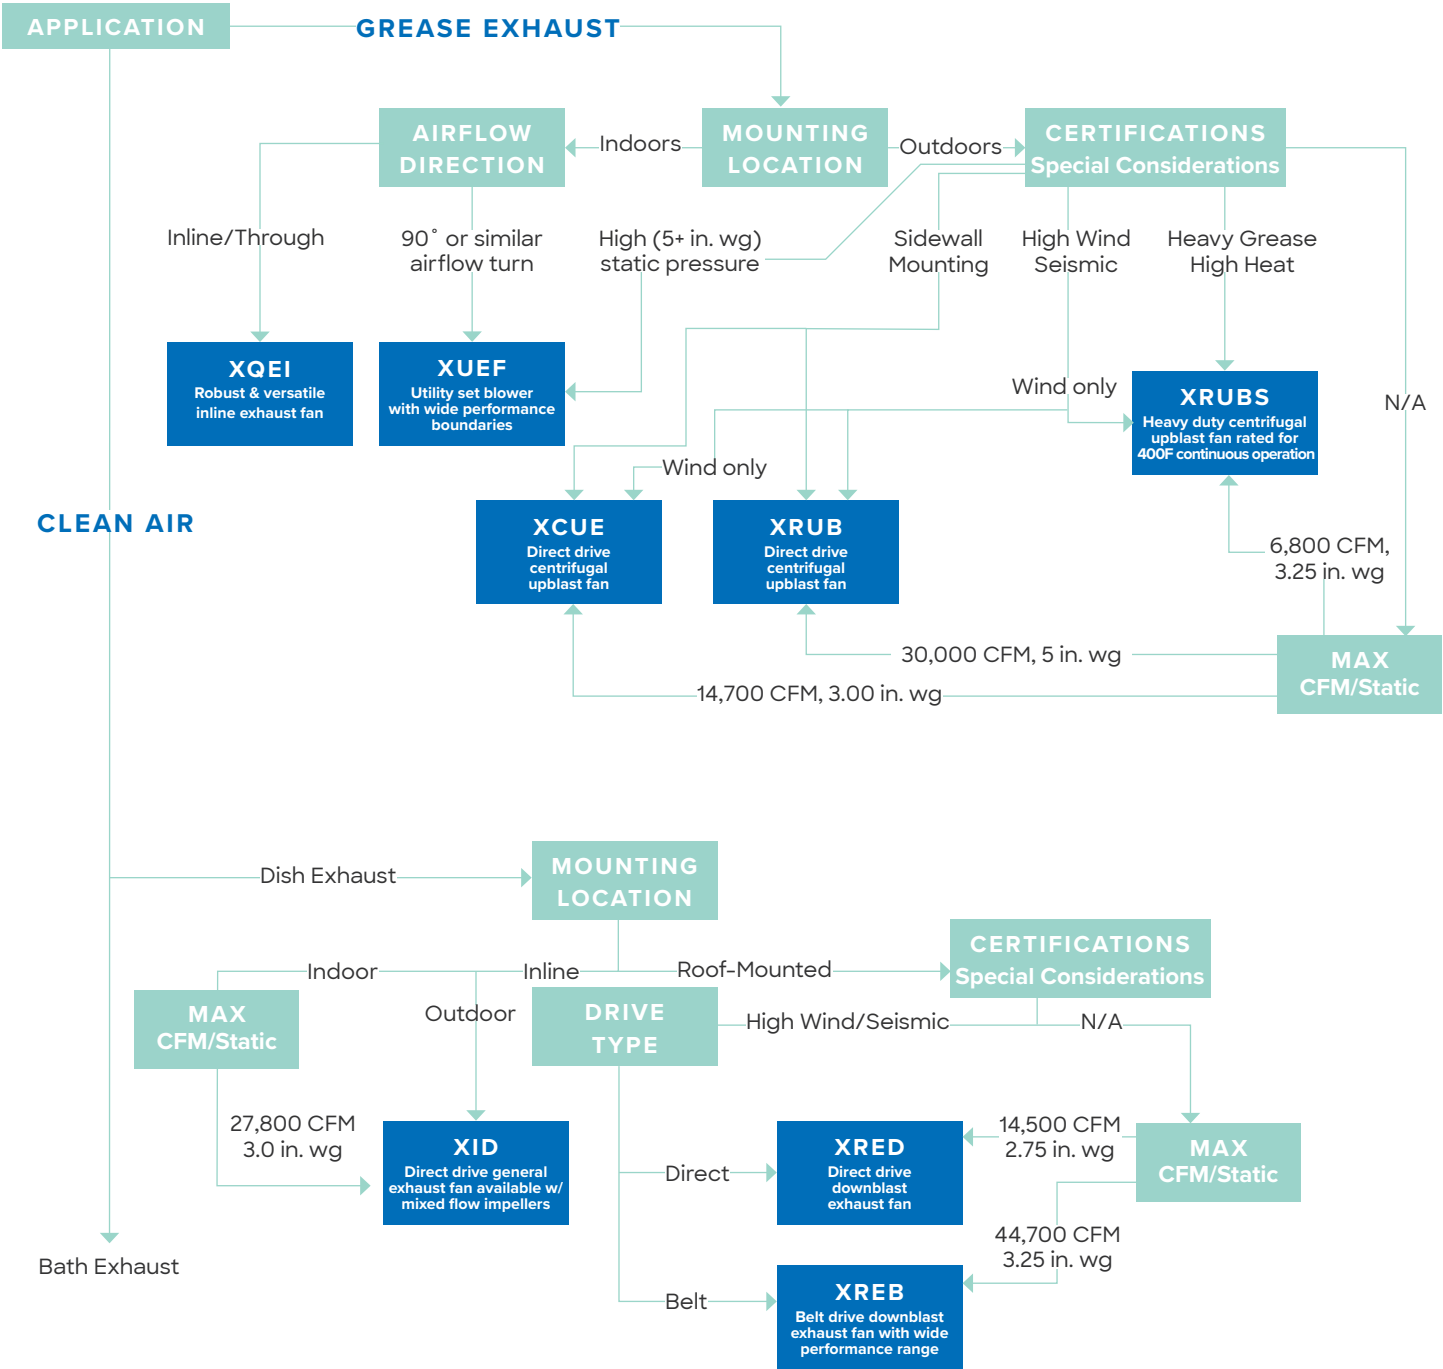 APPLICATION
GREASE EXHAUST
AIRFLOW
DIRECTION
Indoors
MOUNTING
LOCATION
Outdoors
CERTIFICATIONS
Special Considerations
Inline/Through
90° or similar
airflow turn
High (5+ in. wg)
static pressure
Sidewall
Mounting
High Wind
Seismic
Heavy Grease
High Heat
XQEI
Robust & versatile
inline exhaust fan
XUEF
Utility set blower
with wide performance
boundaries
Wind only
XRUBS
Heavy duty centrifugal
upblast fan rated for
400F continuous operation
N/A
Wind only
CLEAN AIR
XCUE
Direct drive
centrifugal
upblast fan
XRUB
Direct drive
centrifugal
upblast fan
6,800 CFM,
3.25 in. wg
30,000 CFM, 5 in. wg
14,700 CFM, 3.00 in. wg
MAX
CFM/Static
Dish Exhaust
MOUNTING
LOCATION
CERTIFICATIONS
Special Considerations
Indoor
Inline
Roof-Mounted
MAX
CFM/Static
Outdoor
DRIVE
TYPE
High Wind/Seismic
N/A
27,800 CFM
3.0 in. wg
XID
Direct drive general
exhaust fan available w/
mixed flow impellers
Direct
XRED
Direct drive
downblast
exhaust fan
14,500 CFM
2.75 in. wg
MAX
CFM/Static
44,700 CFM
3.25 in. wg
Bath Exhaust
Belt
XREB
Belt drive downblast
exhaust fan with wide
performance range